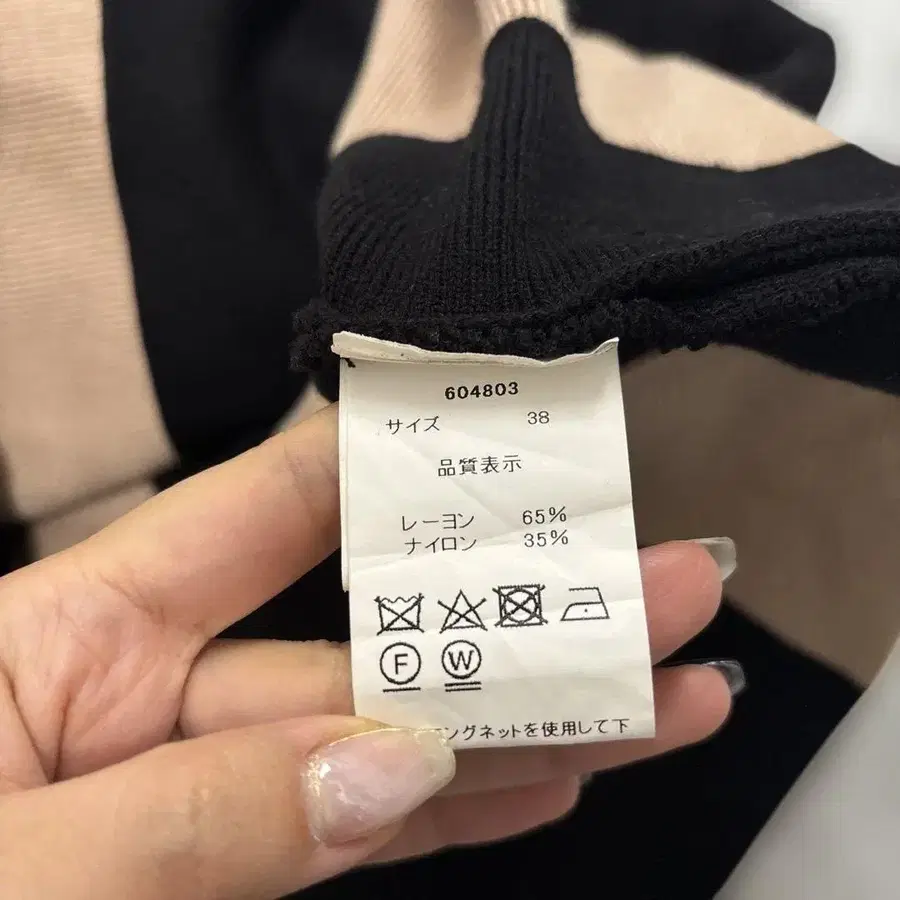 604803
サイズ 38
品質表示
レーヨン 65%
ナイロン 35%
F W
ングネットを使用して下